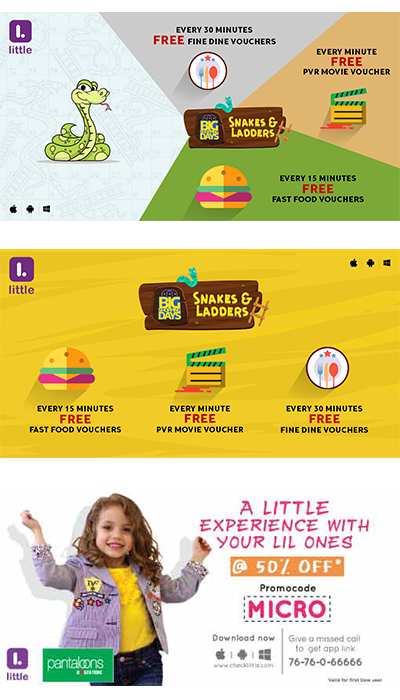 l.
little
EVERY 30 MINUTES
FREE FINE DINE VOUCHERS
EVERY MINUTE
FREE
PVR MOVIE VOUCHER
BIG
DAYS
SNAKES &
LADDERS
EVERY 15 MINUTES
FREE
FAST FOOD VOUCHERS
l.
little
BIG
DAYS
SNAKES &
LADDERS
EVERY 15 MINUTES
FREE
FAST FOOD VOUCHERS
EVERY MINUTE
FREE
PVR MOVIE VOUCHER
EVERY 30 MINUTES
FREE
FINE DINE VOUCHERS
A LITTLE
EXPERIENCE WITH
YOUR LIL ONES
@ 50% OFF*
Promocode
MICRO
Download now
www.checklittle.com
Give a missed call
to get app link
76-76-0-66666
l.
little
pantaloons
Valid for first time user